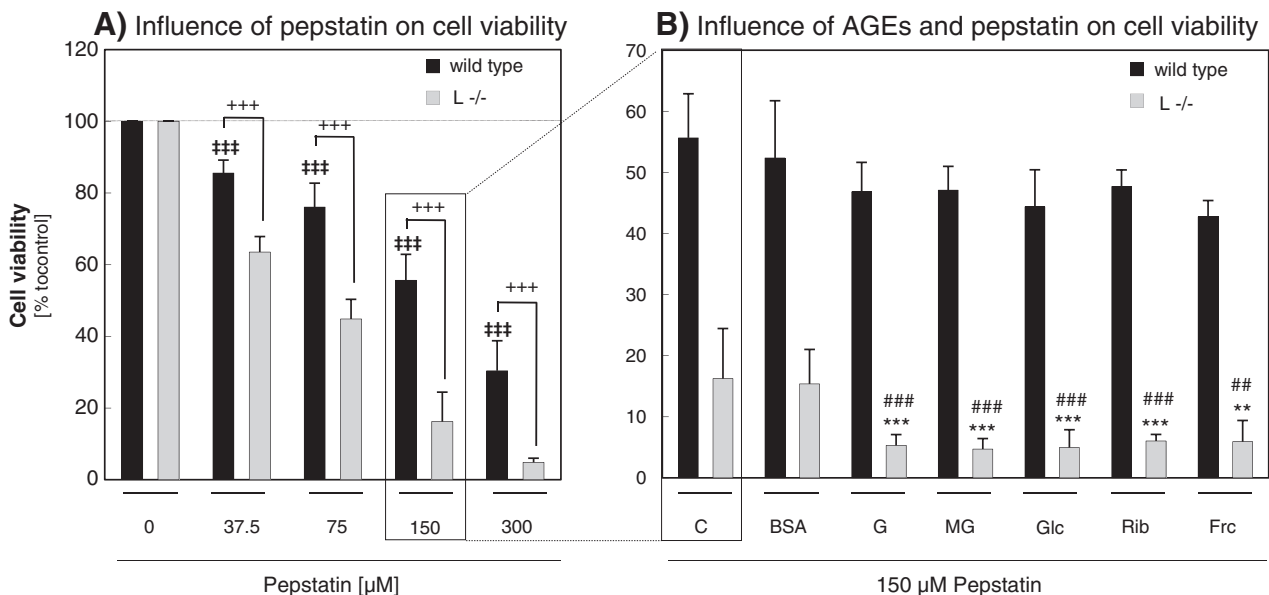 A) Influence of pepstatin on cell viability
120
100
80
60
40
20
0
Cell viability
[% tocontrol]
wild type
L -/-
+++
+++
+++
+++
‡‡‡
‡‡‡
‡‡‡
‡‡‡
0 37.5 75 150 300
Pepstatin [µM]
B) Influence of AGEs and pepstatin on cell viability
70
60
50
40
30
20
10
0
wild type
L -/-
### ### ### ### ##
*** *** *** *** **
C BSA G MG Glc Rib Frc
150 µM Pepstatin